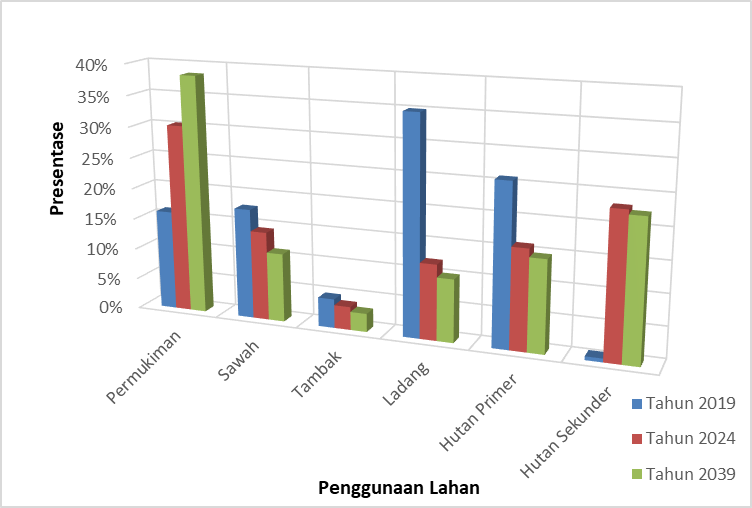 40%
35%
30%
25%
20%
15%
10%
5%
0%
Presentase
Permukiman
Sawah
Tambak
Ladang
Hutan Primer
Hutan Sekunder
Penggunaan Lahan
Tahun 2019
Tahun 2024
Tahun 2039